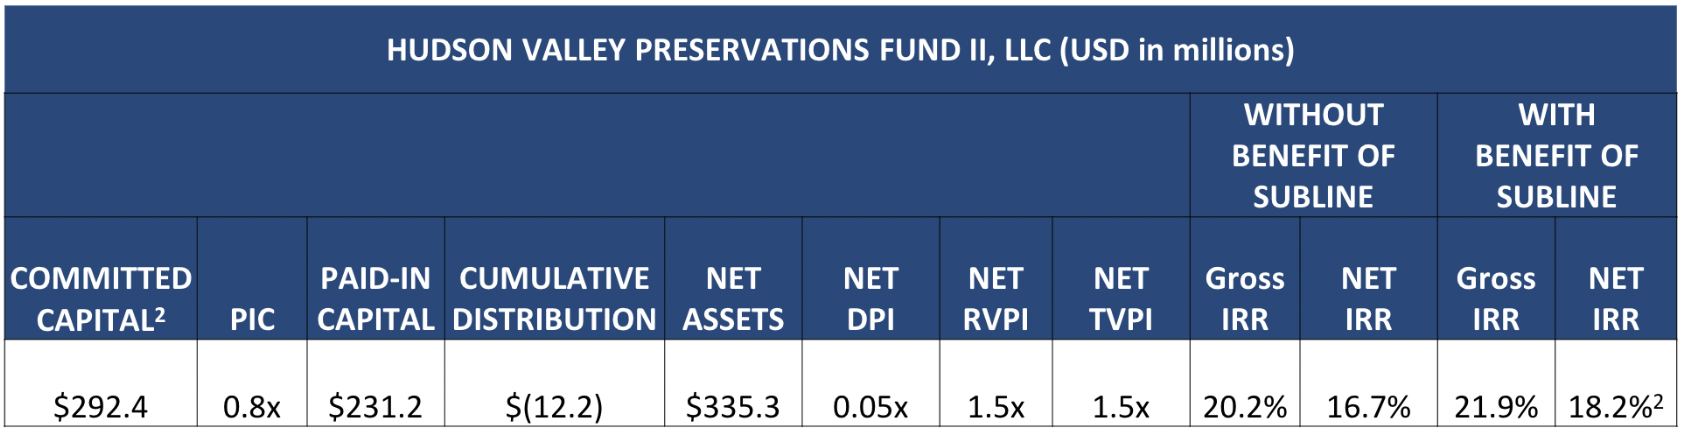 HUDSON VALLEY PRESERVATIONS FUND II, LLC (USD in millions)
WITHOUT BENEFIT OF SUBLINE
WITH BENEFIT OF SUBLINE
COMMITTED CAPITAL² PIC PAID-IN CAPITAL CUMULATIVE DISTRIBUTION NET ASSETS NET DPI NET RVPI NET TVPI Gross IRR NET IRR Gross IRR NET IRR
$292.4 0.8x $231.2 $(12.2) $335.3 0.05x 1.5x 1.5x 20.2% 16.7% 21.9% 18.2%²